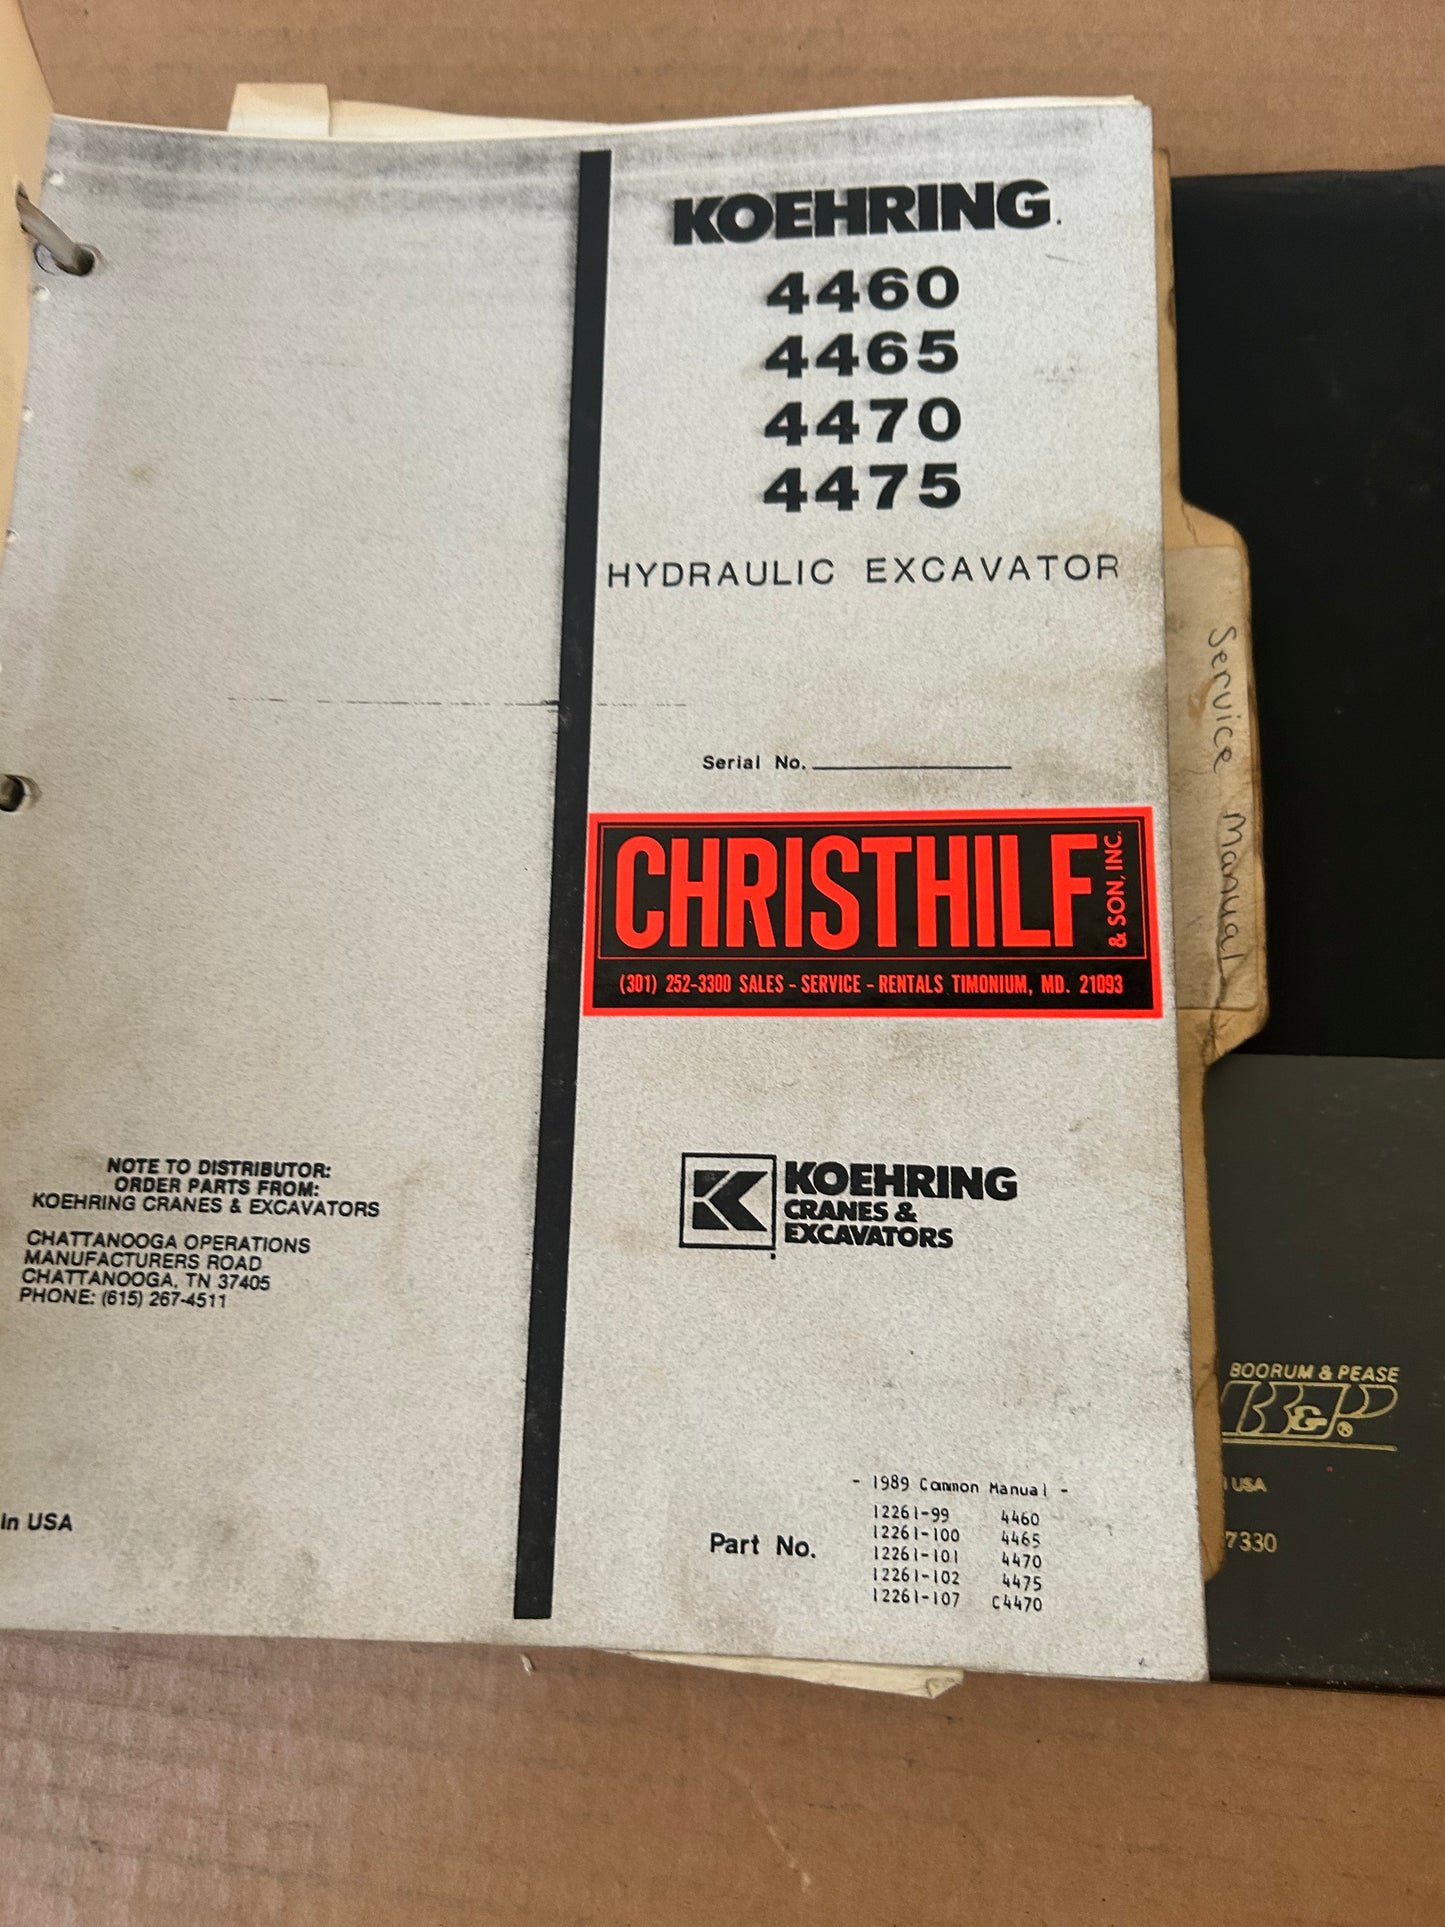 KOEHRING.
4460
4465
4470
4475
HYDRAULIC EXCAVATOR
Serial No.
CHRISTHILF & SON, INC.
(301) 252-3300 SALES - SERVICE - RENTALS TIMONIUM, MD. 21093
NOTE TO DISTRIBUTOR:
ORDER PARTS FROM:
KOEHRING CRANES & EXCAVATORS
CHATTANOOGA OPERATIONS
MANUFACTURERS ROAD
CHATTANOOGA, TN 37405
PHONE: (615) 267-4511
In USA
K KOEHRING
CRANES &
EXCAVATORS
- 1989 Common Manual -
Part No.
12261-99 4460
12261-100 4465
12261-101 4470
12261-102 4475
12261-107 C4470
Service Manual
BOORUM & PEASE
B&P®
USA
7330